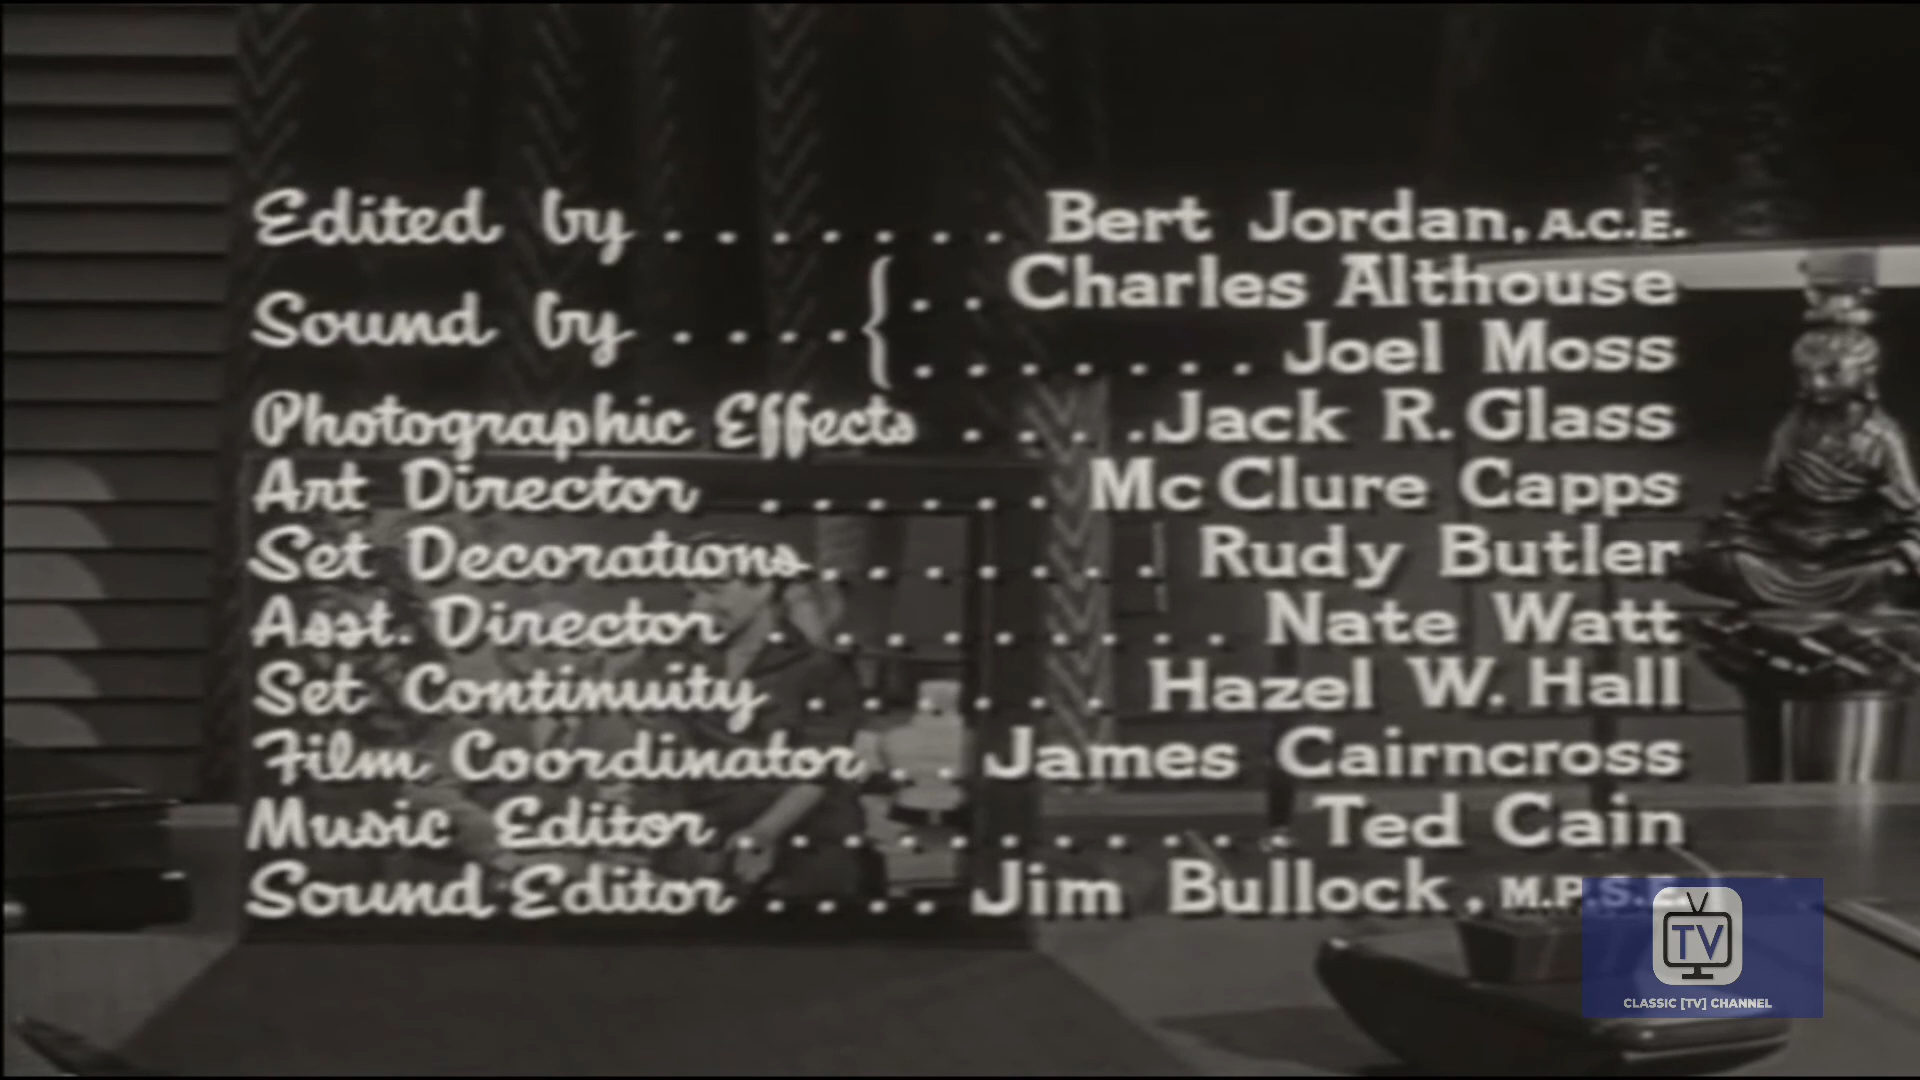 Edited by . . . . . . . Bert Jordan, A.C.E.
Sound by . . . . { . . Charles Althouse
. . . . . . . Joel Moss
Photographic Effects . . . . Jack R. Glass
Art Director . . . . . . Mc Clure Capps
Set Decorations . . . . . . . Rudy Butler
Asst. Director . . . . . . . . . Nate Watt
Set Continuity . . . . . . Hazel W. Hall
Film Coordinator . . James Cairncross
Music Editor . . . . . . . . . . . Ted Cain
Sound Editor . . . . Jim Bullock, M.P.S.E.
TV
CLASSIC [TV] CHANNEL